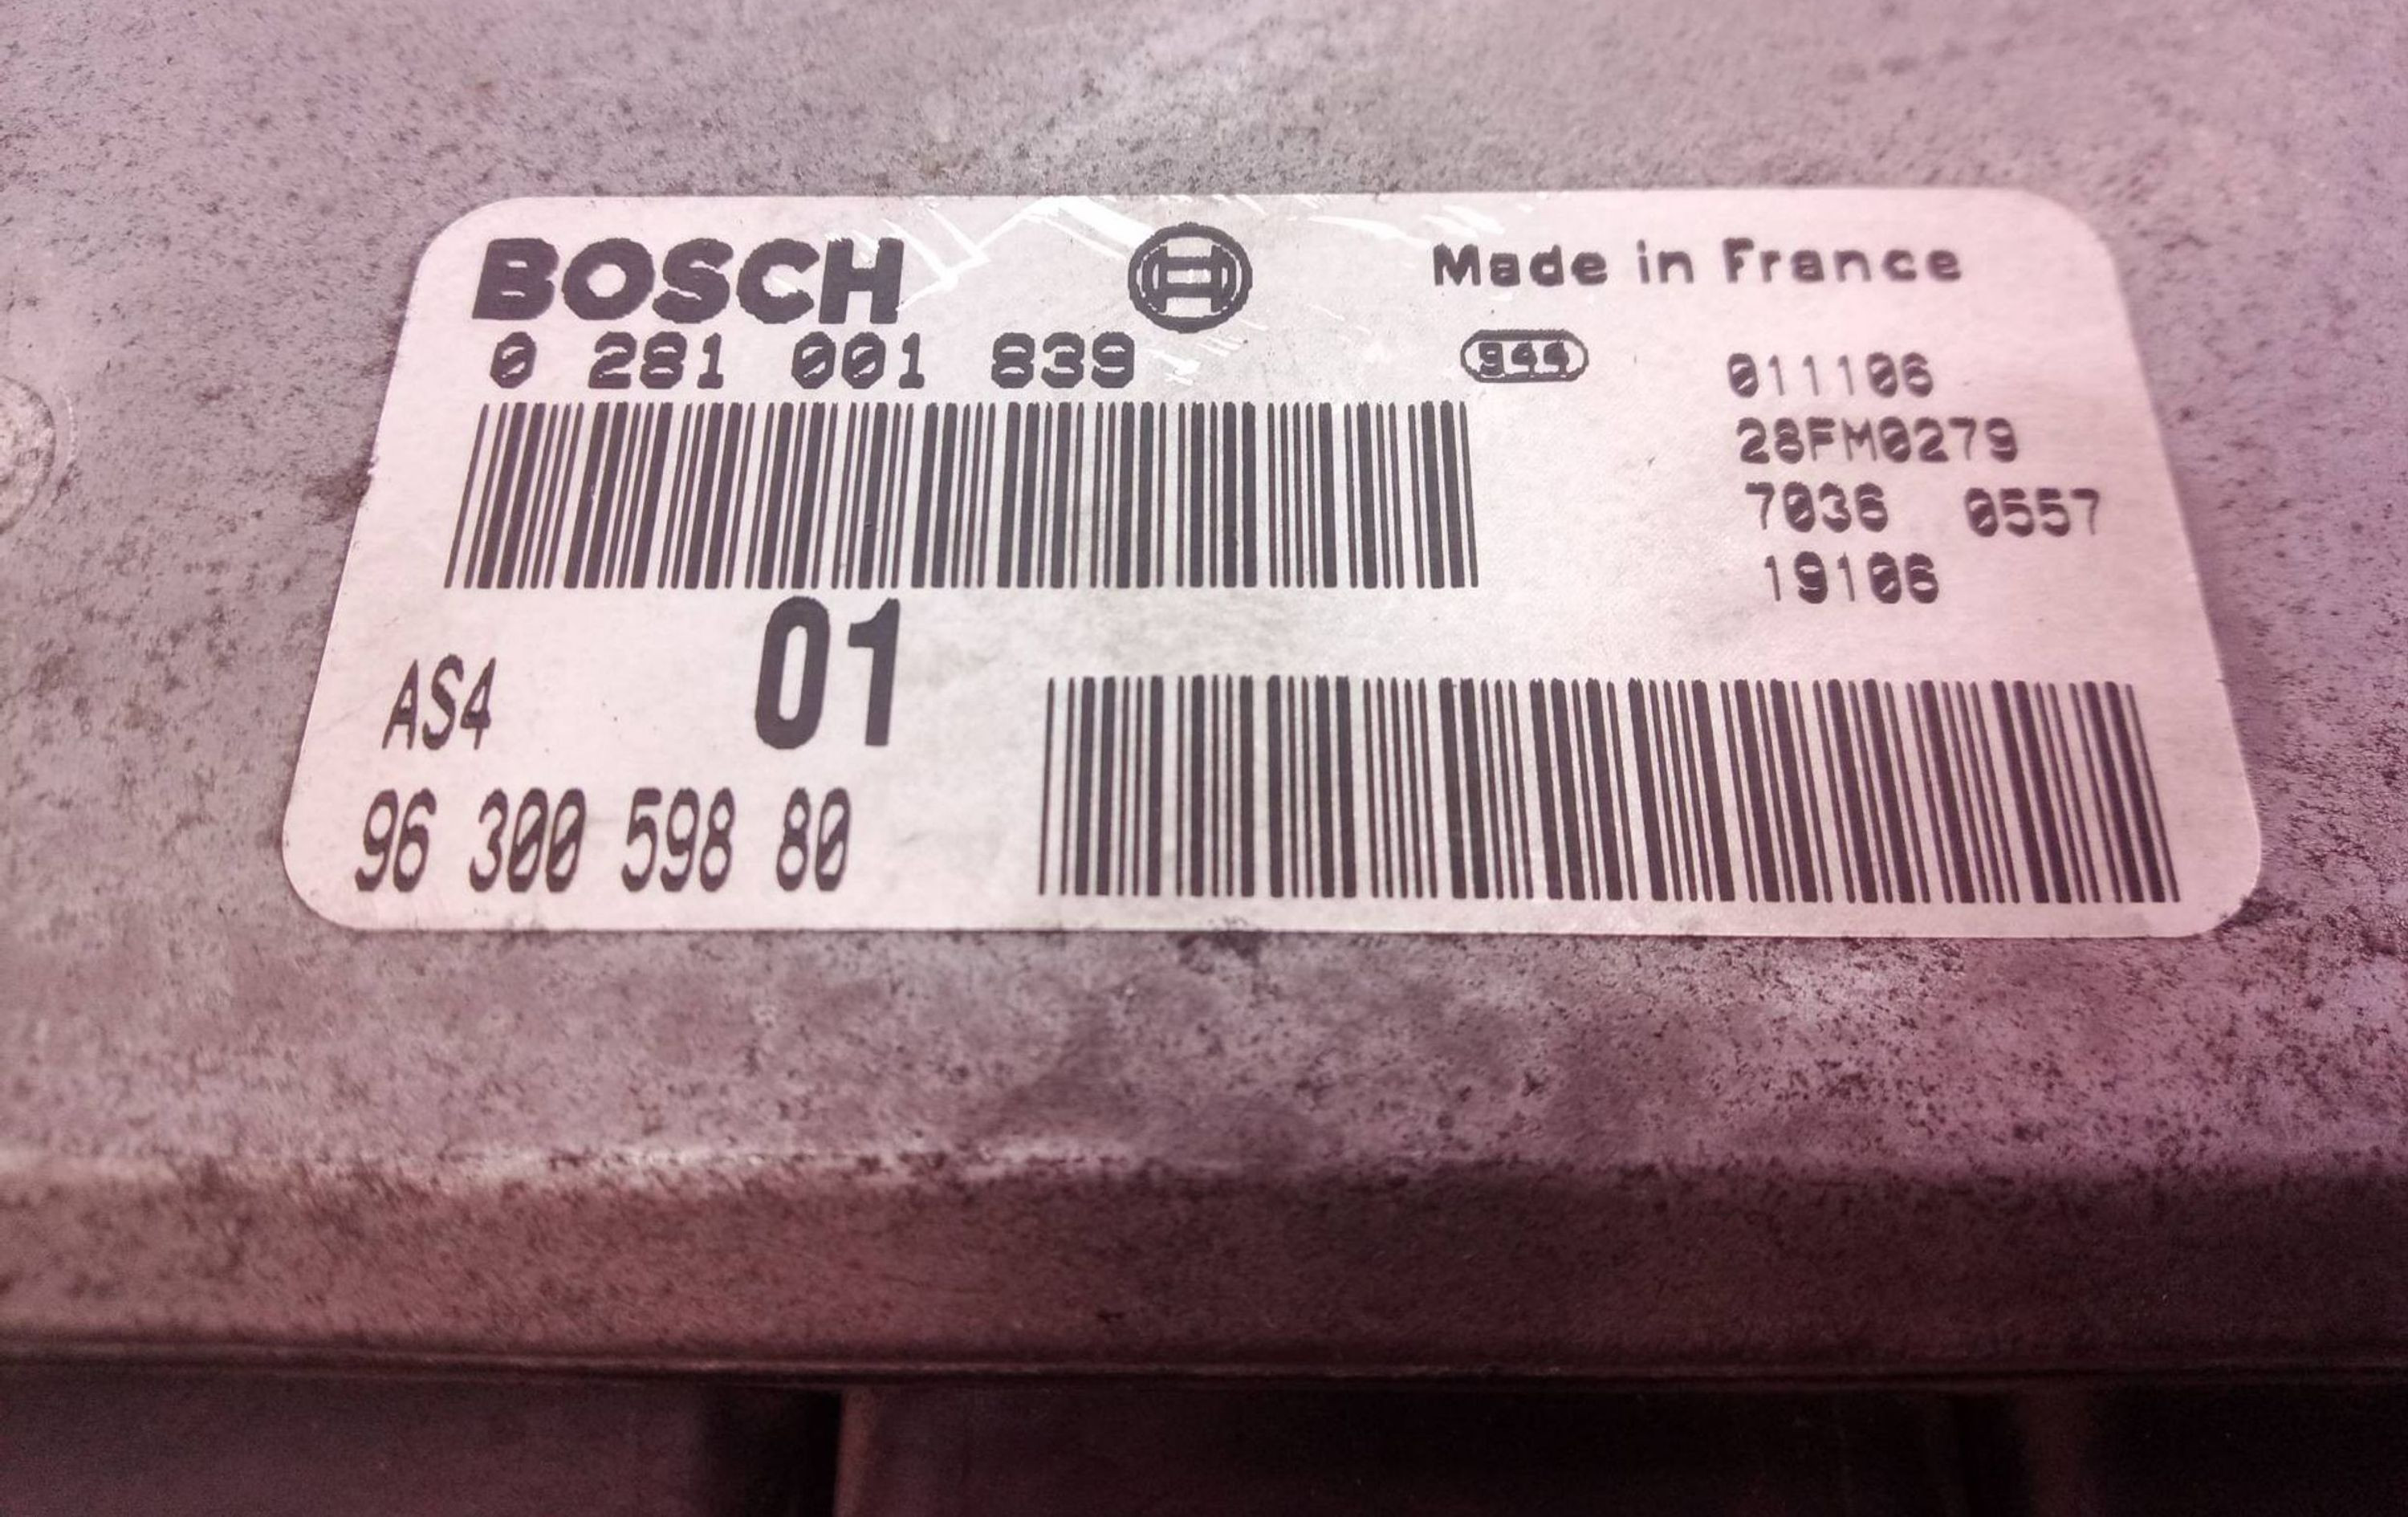 BOSCH
Made in France
0 281 001 839
944
011106
28FM0279
7036 0557
19106
AS4
01
96 300 598 80